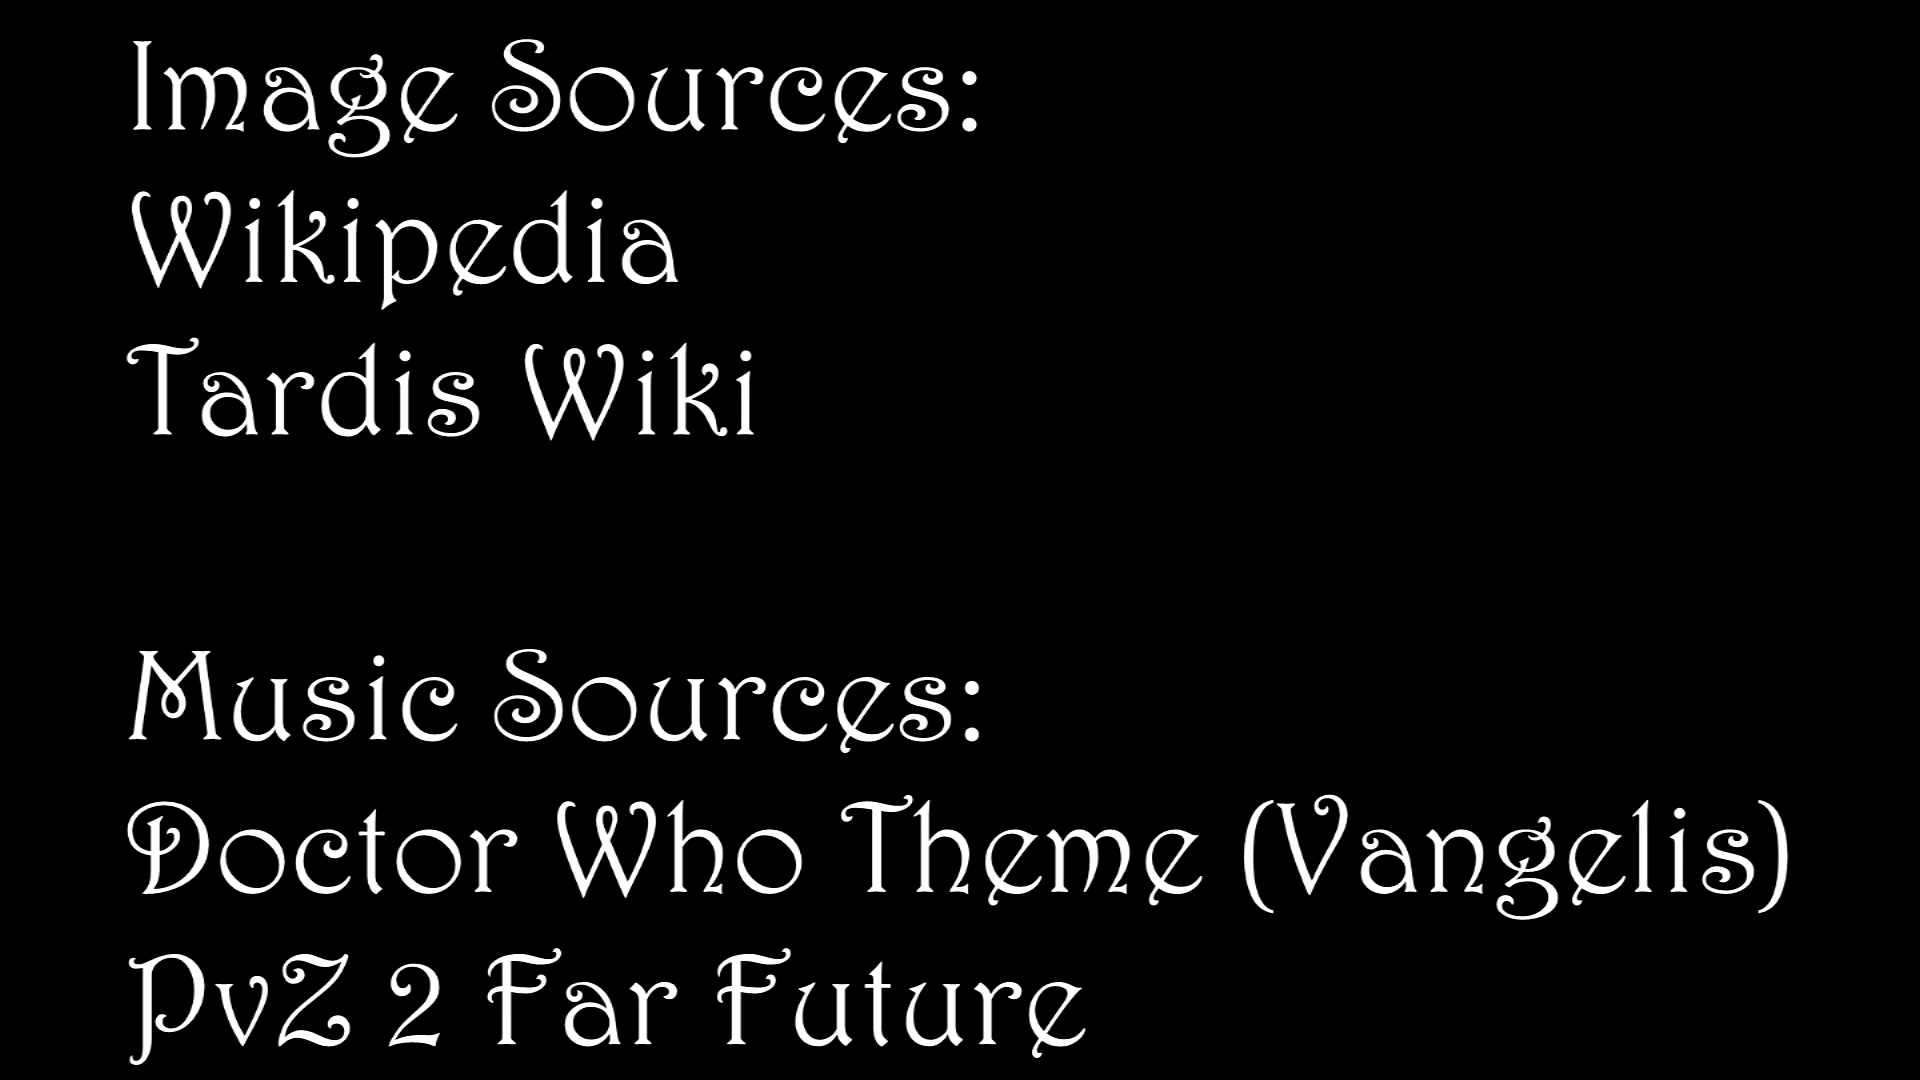 Image Sources:
Wikipedia
Tardis Wiki
Music Sources:
Doctor Who Theme (Vangelis)
PvZ 2 Far Future